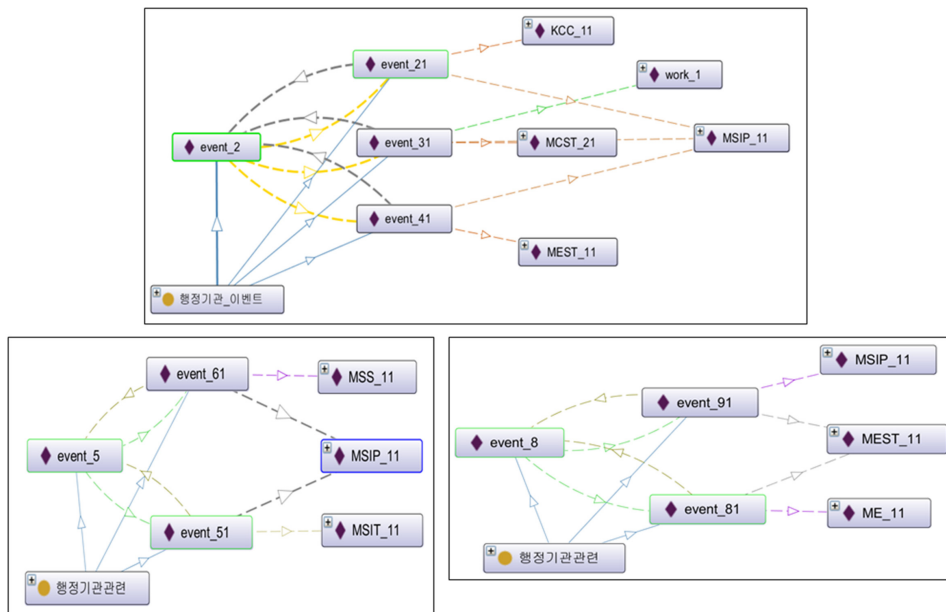 KCC_11
event_21
work_1
event_2
event_31
MCST_21
MSIP_11
event_41
MEST_11
행정기관_이벤트
event_61
MSS_11
event_5
MSIP_11
event_51
MSIT_11
행정기관관련
MSIP_11
event_91
event_8
MEST_11
event_81
ME_11
행정기관관련